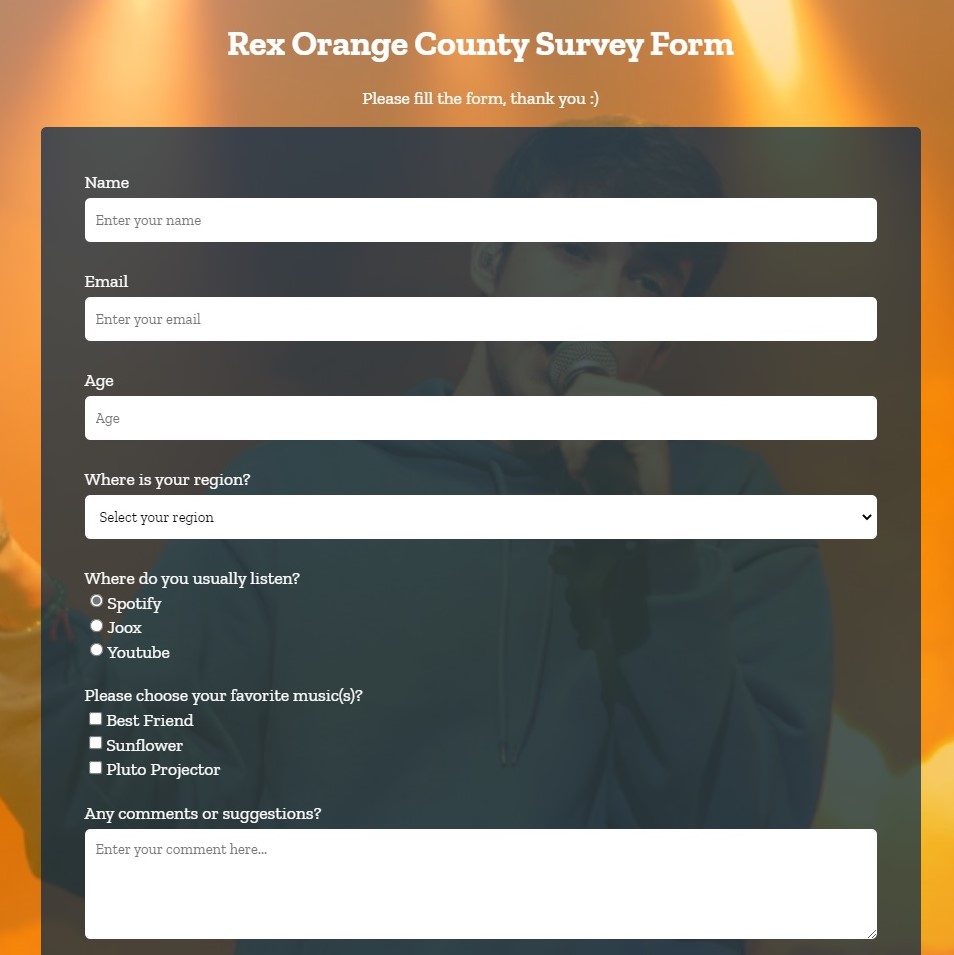 Rex Orange County Survey Form
Please fill the form, thank you :)
Name
Enter your name
Email
Enter your email
Age
Age
Where is your region?
Select your region
Where do you usually listen?
Spotify
Joox
Youtube
Please choose your favorite music(s)?
Best Friend
Sunflower
Pluto Projector
Any comments or suggestions?
Enter your comment here...